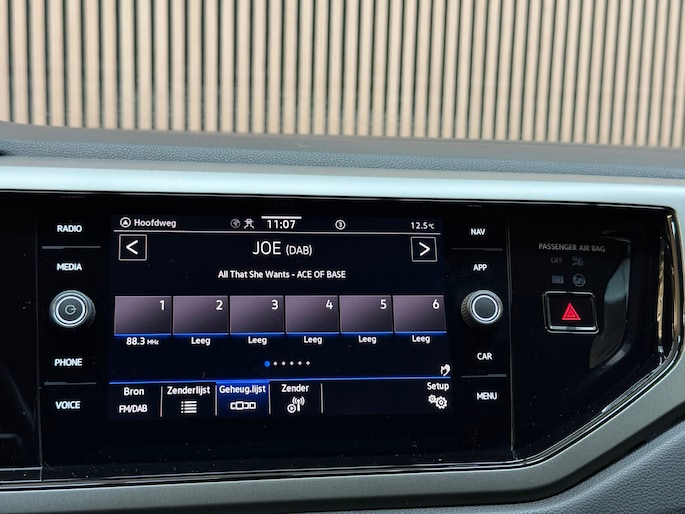 RADIO
MEDIA
PHONE
VOICE
Hoofdweg
11:07
3
12.5°C
JOE (DAB)
All That She Wants - ACE OF BASE
1 2 3 4 5 6
88.3 MHz Leeg Leeg Leeg Leeg Leeg
Bron Zenderlijst Geheug.lijst Zender Setup
FM/DAB
NAV
APP
CAR
MENU
PASSENGER AIR BAG
OFF